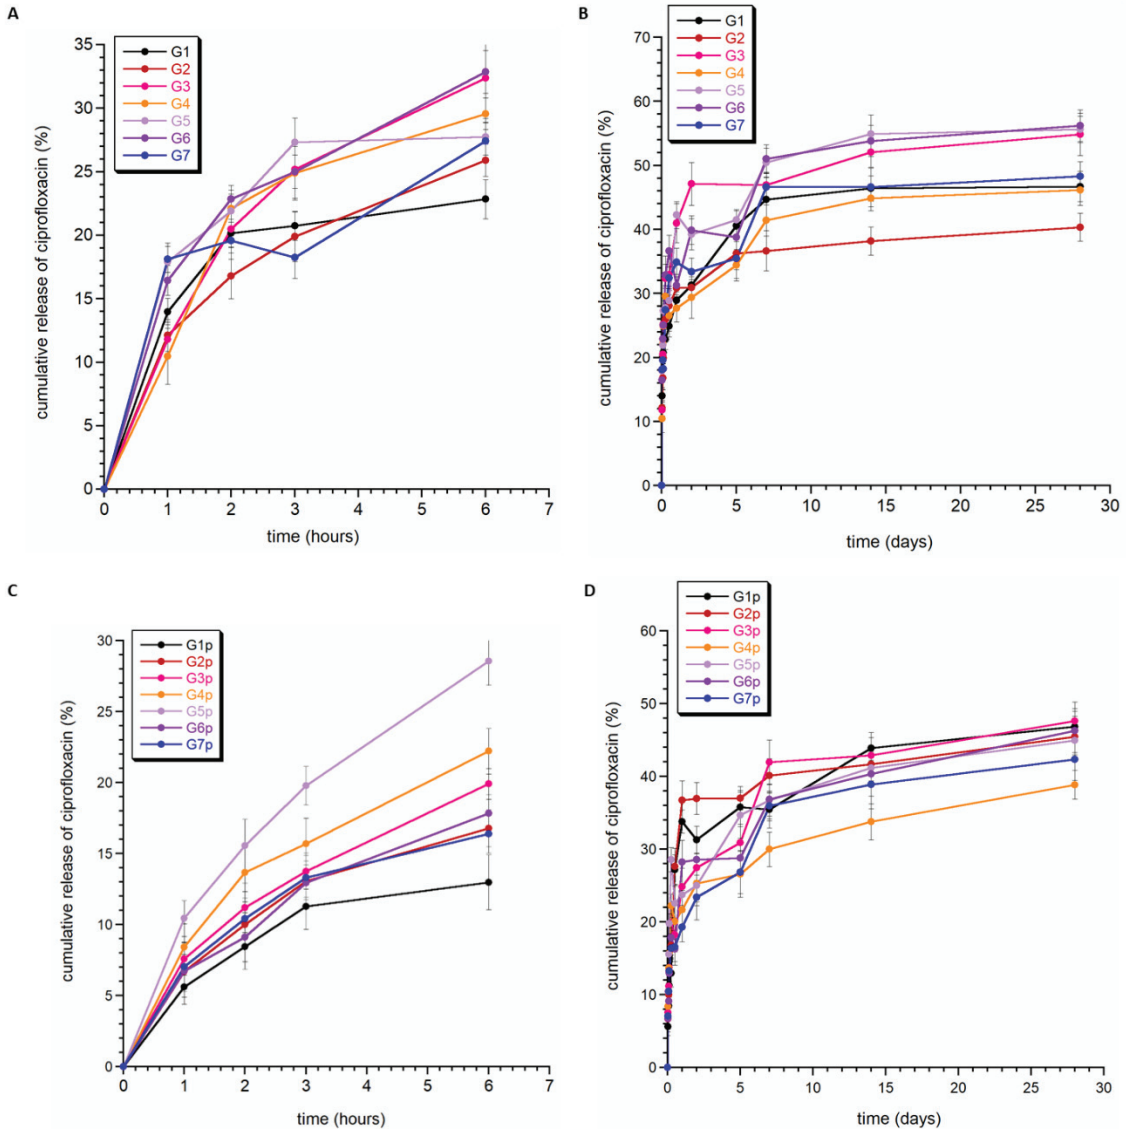 A
cumulative release of ciprofloxacin (%)
35
30
25
20
15
10
5
0
G1
G2
G3
G4
G5
G6
G7
0 1 2 3 4 5 6 7
time (hours)
B
cumulative release of ciprofloxacin (%)
70
60
50
40
30
20
10
0
G1
G2
G3
G4
G5
G6
G7
0 5 10 15 20 25 30
time (days)
C
cumulative release of ciprofloxacin (%)
30
25
20
15
10
5
0
G1p
G2p
G3p
G4p
G5p
G6p
G7p
0 1 2 3 4 5 6 7
time (hours)
D
cumulative release of ciprofloxacin (%)
60
50
40
30
20
10
0
G1p
G2p
G3p
G4p
G5p
G6p
G7p
0 5 10 15 20 25 30
time (days)